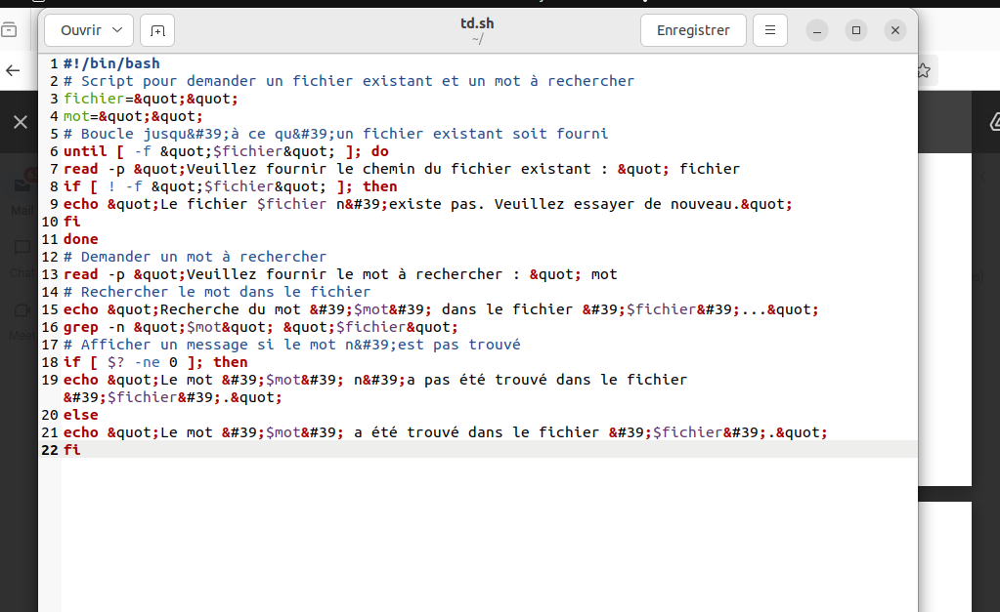 Ouvrir
td.sh
~/
Enregistrer
1 #!/bin/bash
2 # Script pour demander un fichier existant et un mot à rechercher
3 fichier=&quot;&quot;
4 mot=&quot;&quot;
5 # Boucle jusqu&#39;à ce qu&#39;un fichier existant soit fourni
6 until [ -f &quot;$fichier&quot; ]; do
7 read -p &quot;Veuillez fournir le chemin du fichier existant : &quot; fichier
8 if [ ! -f &quot;$fichier&quot; ]; then
9 echo &quot;Le fichier $fichier n&#39;existe pas. Veuillez essayer de nouveau.&quot;
10 fi
11 done
12 # Demander un mot à rechercher
13 read -p &quot;Veuillez fournir le mot à rechercher : &quot; mot
14 # Rechercher le mot dans le fichier
15 echo &quot;Recherche du mot &#39;$mot&#39; dans le fichier &#39;$fichier&#39;...&quot;
16 grep -n &quot;$mot&quot; &quot;$fichier&quot;
17 # Afficher un message si le mot n&#39;est pas trouvé
18 if [ $? -ne 0 ]; then
19 echo &quot;Le mot &#39;$mot&#39; n&#39;a pas été trouvé dans le fichier
&#39;$fichier&#39;.&quot;
20 else
21 echo &quot;Le mot &#39;$mot&#39; a été trouvé dans le fichier &#39;$fichier&#39;.&quot;
22 fi
Mail
Chat
Meet